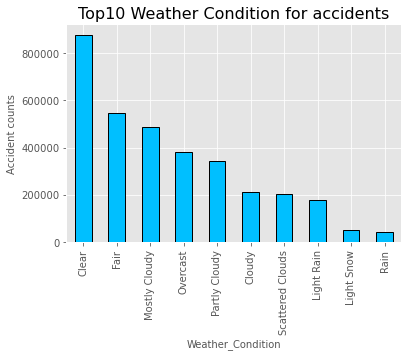 Top10 Weather Condition for accidents
Accident counts
800000
600000
400000
200000
0
Clear
Fair
Mostly Cloudy
Overcast
Partly Cloudy
Cloudy
Scattered Clouds
Light Rain
Light Snow
Rain
Weather_Condition